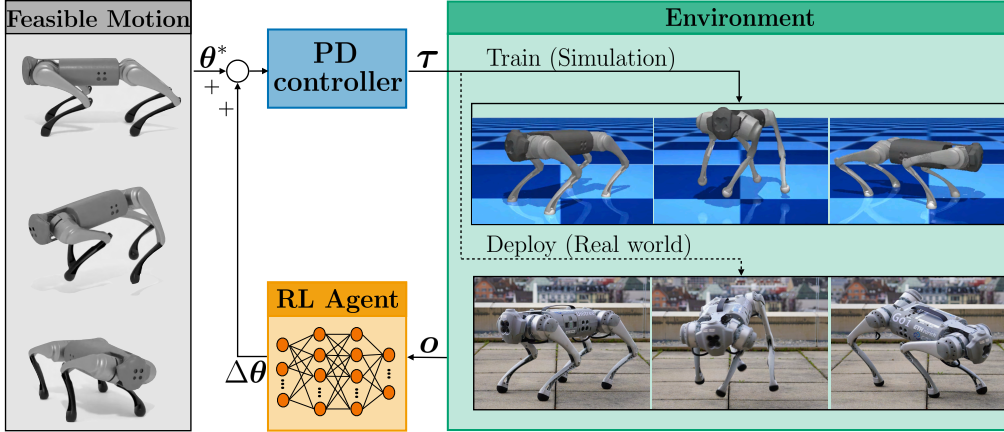 Feasible Motion
θ*
+
+
PD
controller
τ
Environment
Train (Simulation)
Deploy (Real world)
RL Agent
Δθ
o